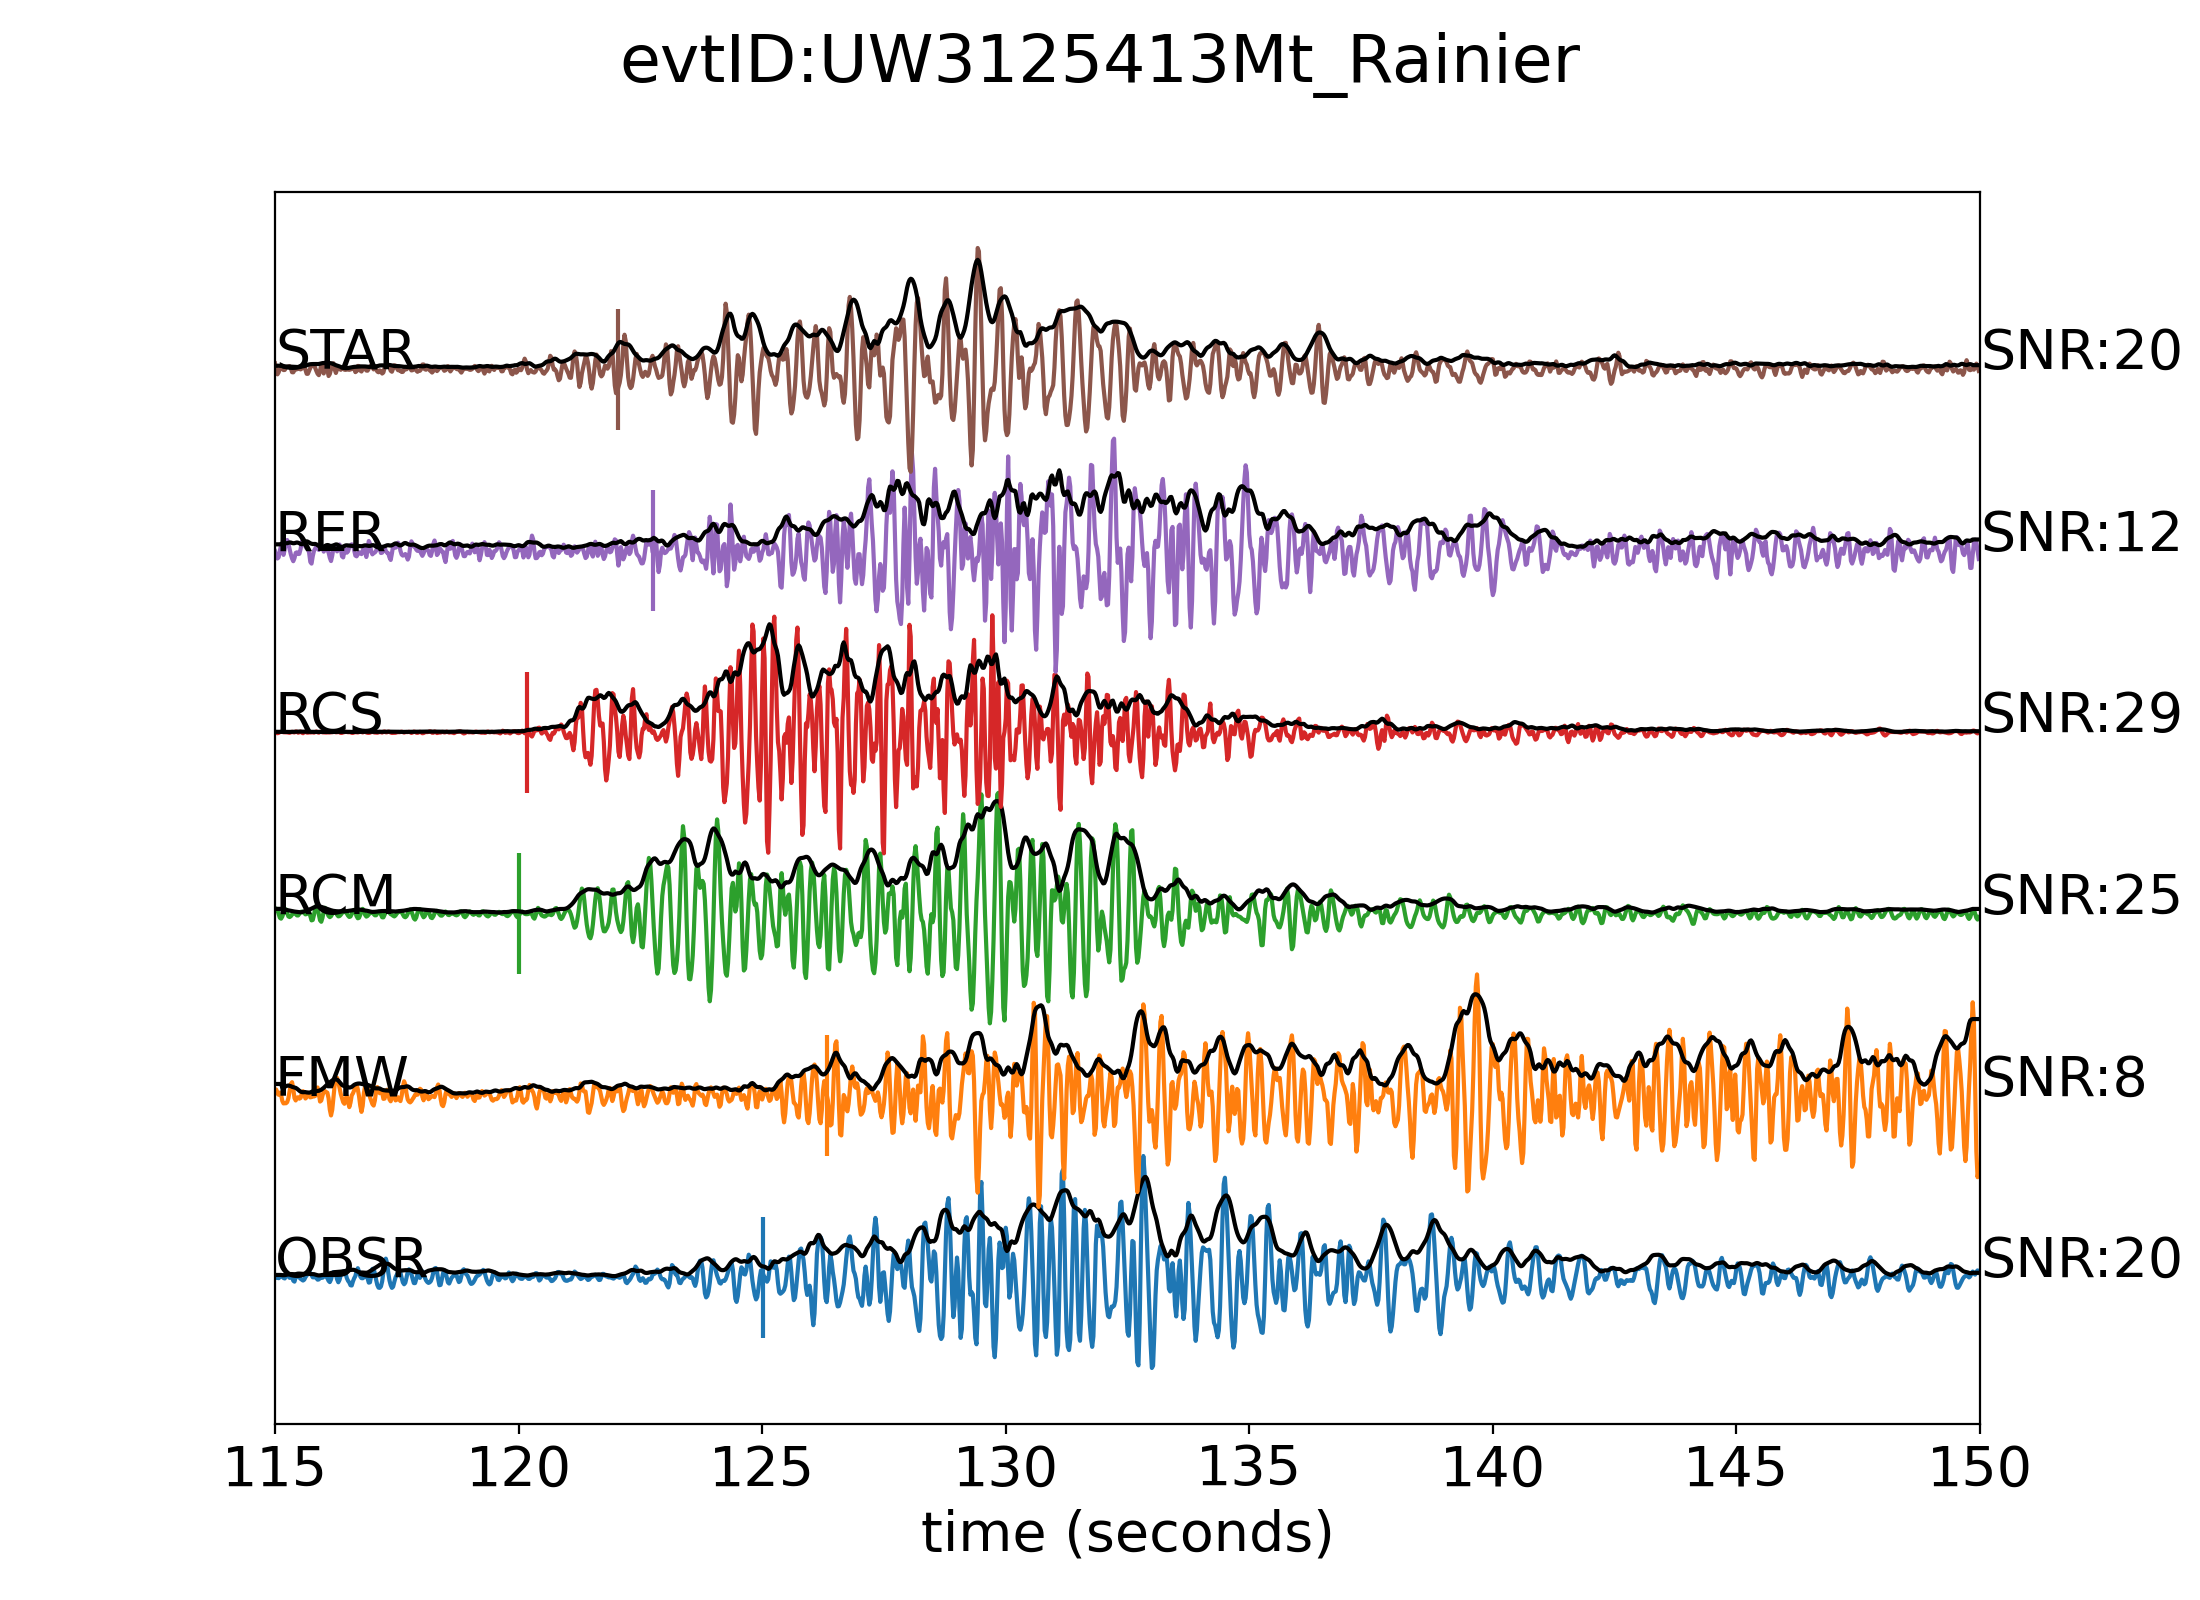 evtID:UW3125413Mt_Rainier
STAR SNR:20
RER SNR:12
RCS SNR:29
RCM SNR:25
FMW SNR:8
OBSR SNR:20
115 120 125 130 135 140 145 150
time (seconds)